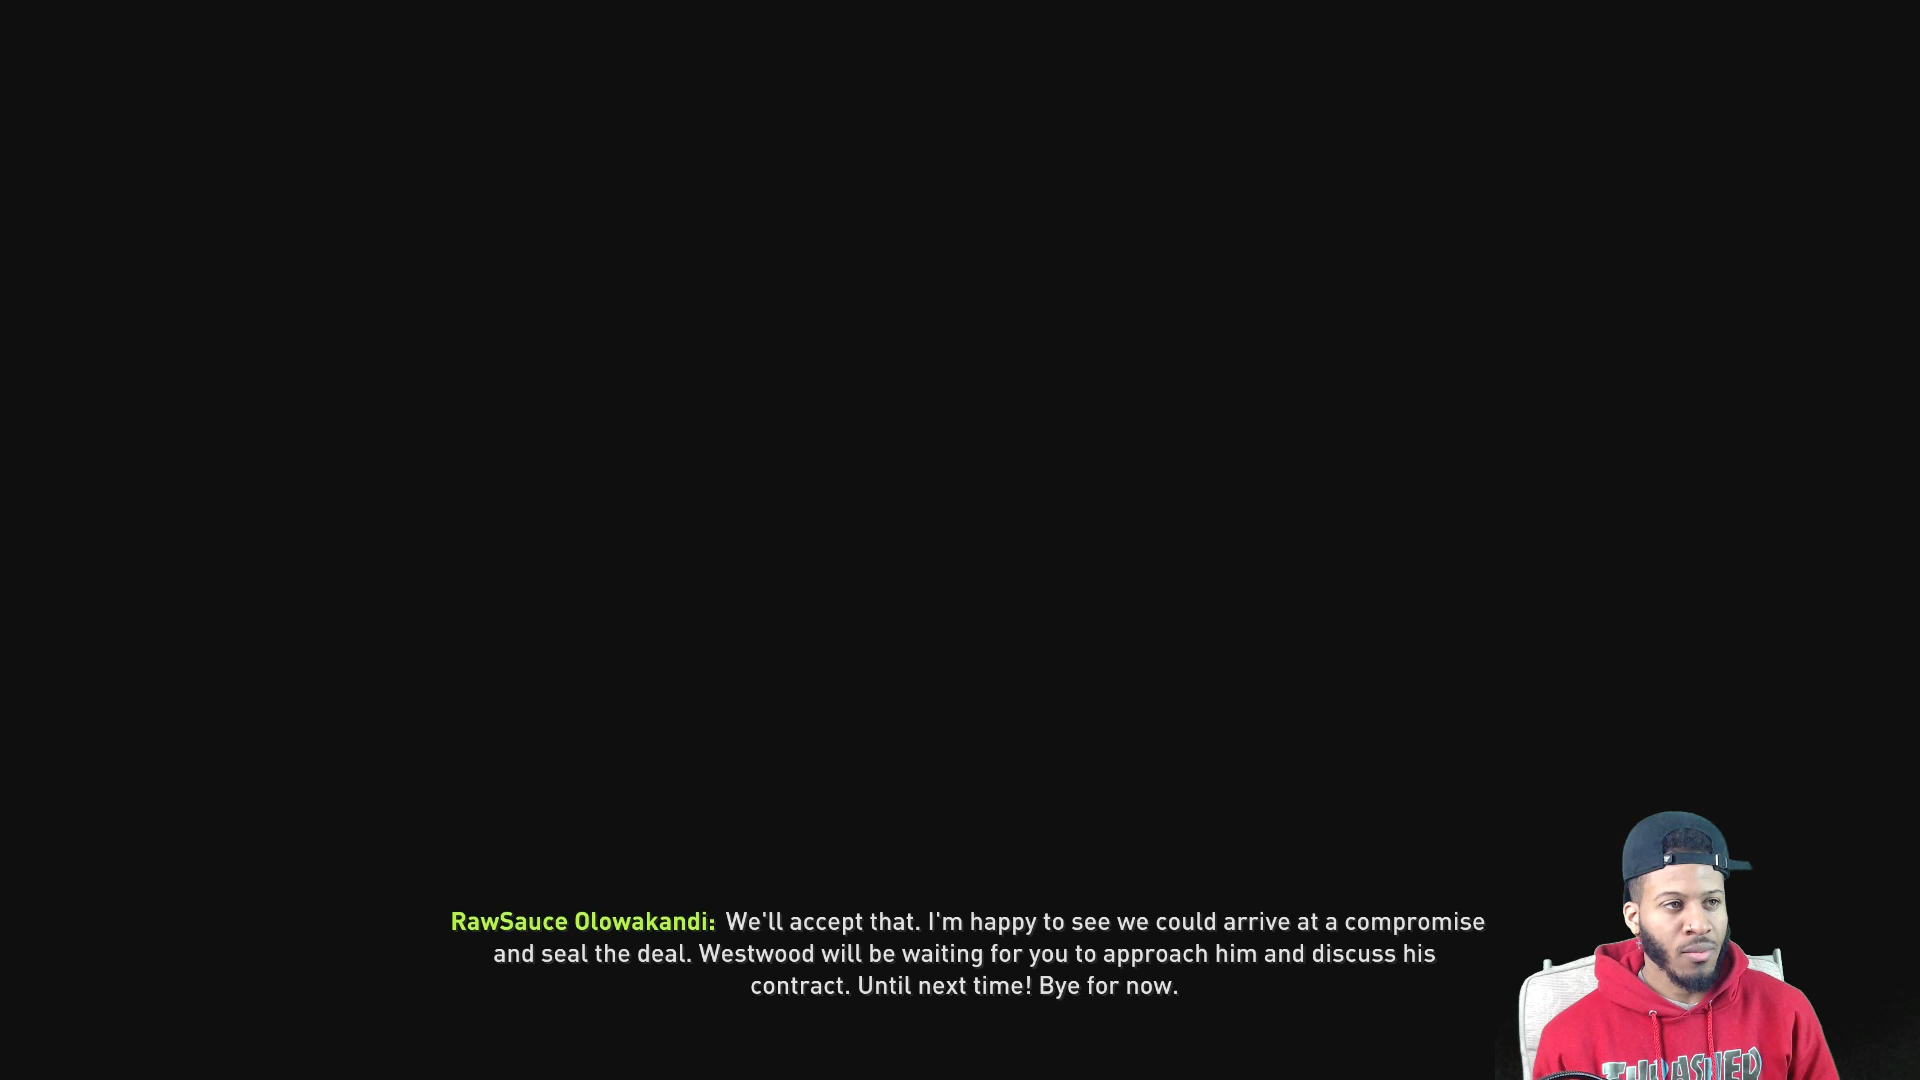 RawSauce Olowakandi: We'll accept that. I'm happy to see we could arrive at a compromise
and seal the deal. Westwood will be waiting for you to approach him and discuss his
contract. Until next time! Bye for now.
THRASHER